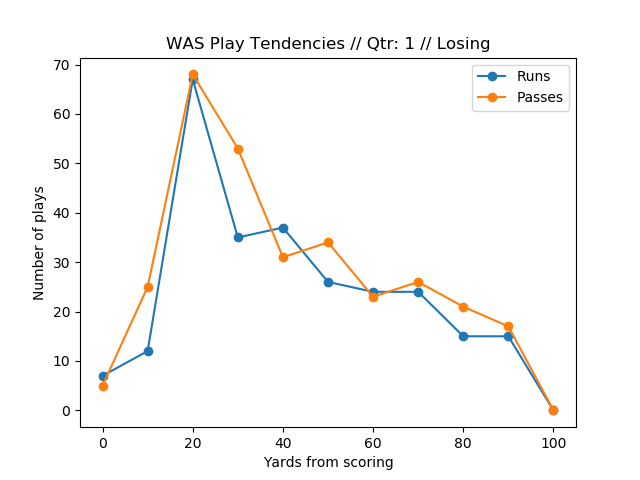 WAS Play Tendencies // Qtr: 1 // Losing
Runs
Passes
Number of plays
70
60
50
40
30
20
10
0
0 20 40 60 80 100
Yards from scoring